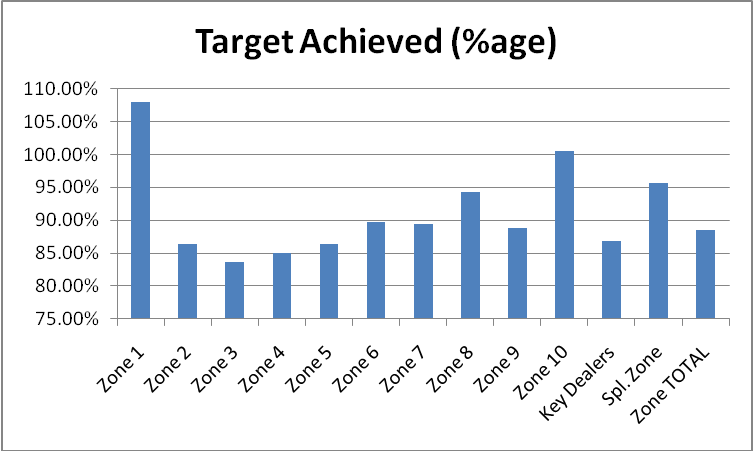 Target Achieved (%age)
110.00%
105.00%
100.00%
95.00%
90.00%
85.00%
80.00%
75.00%
Zone 1
Zone 2
Zone 3
Zone 4
Zone 5
Zone 6
Zone 7
Zone 8
Zone 9
Zone 10
Key Dealers
Spl. Zone
Zone TOTAL